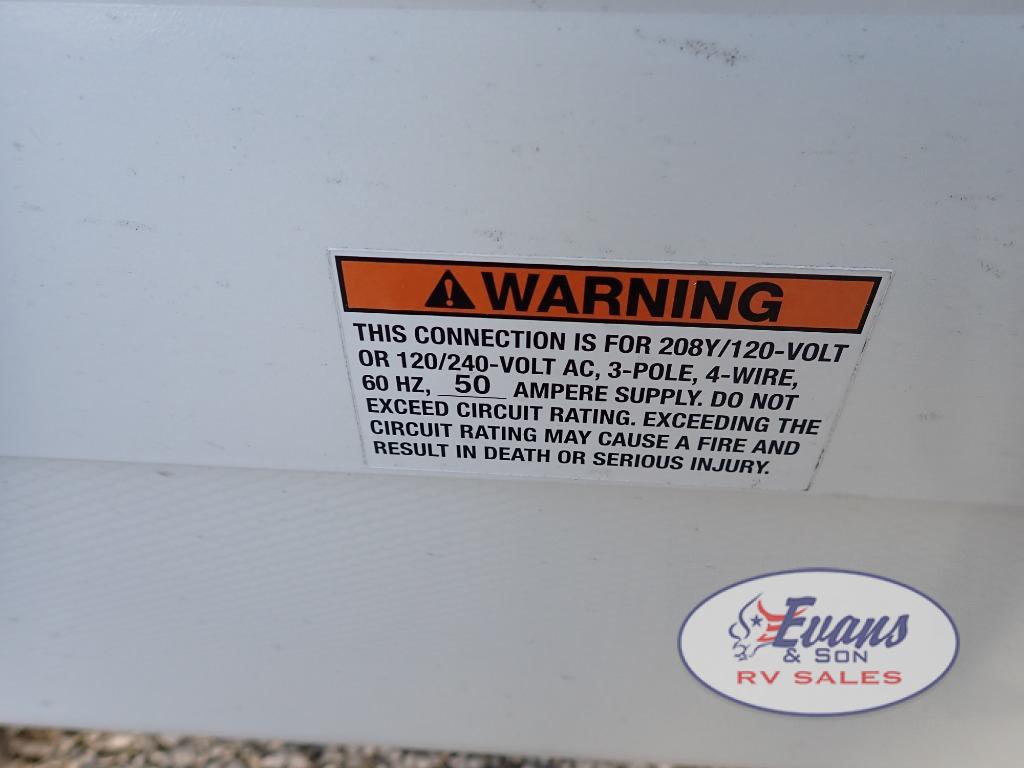 WARNING
THIS CONNECTION IS FOR 208Y/120-VOLT
OR 120/240-VOLT AC, 3-POLE, 4-WIRE,
60 HZ, 50 AMPERE SUPPLY. DO NOT
EXCEED CIRCUIT RATING. EXCEEDING THE
CIRCUIT RATING MAY CAUSE A FIRE AND
RESULT IN DEATH OR SERIOUS INJURY.
Evans
& SON
RV SALES